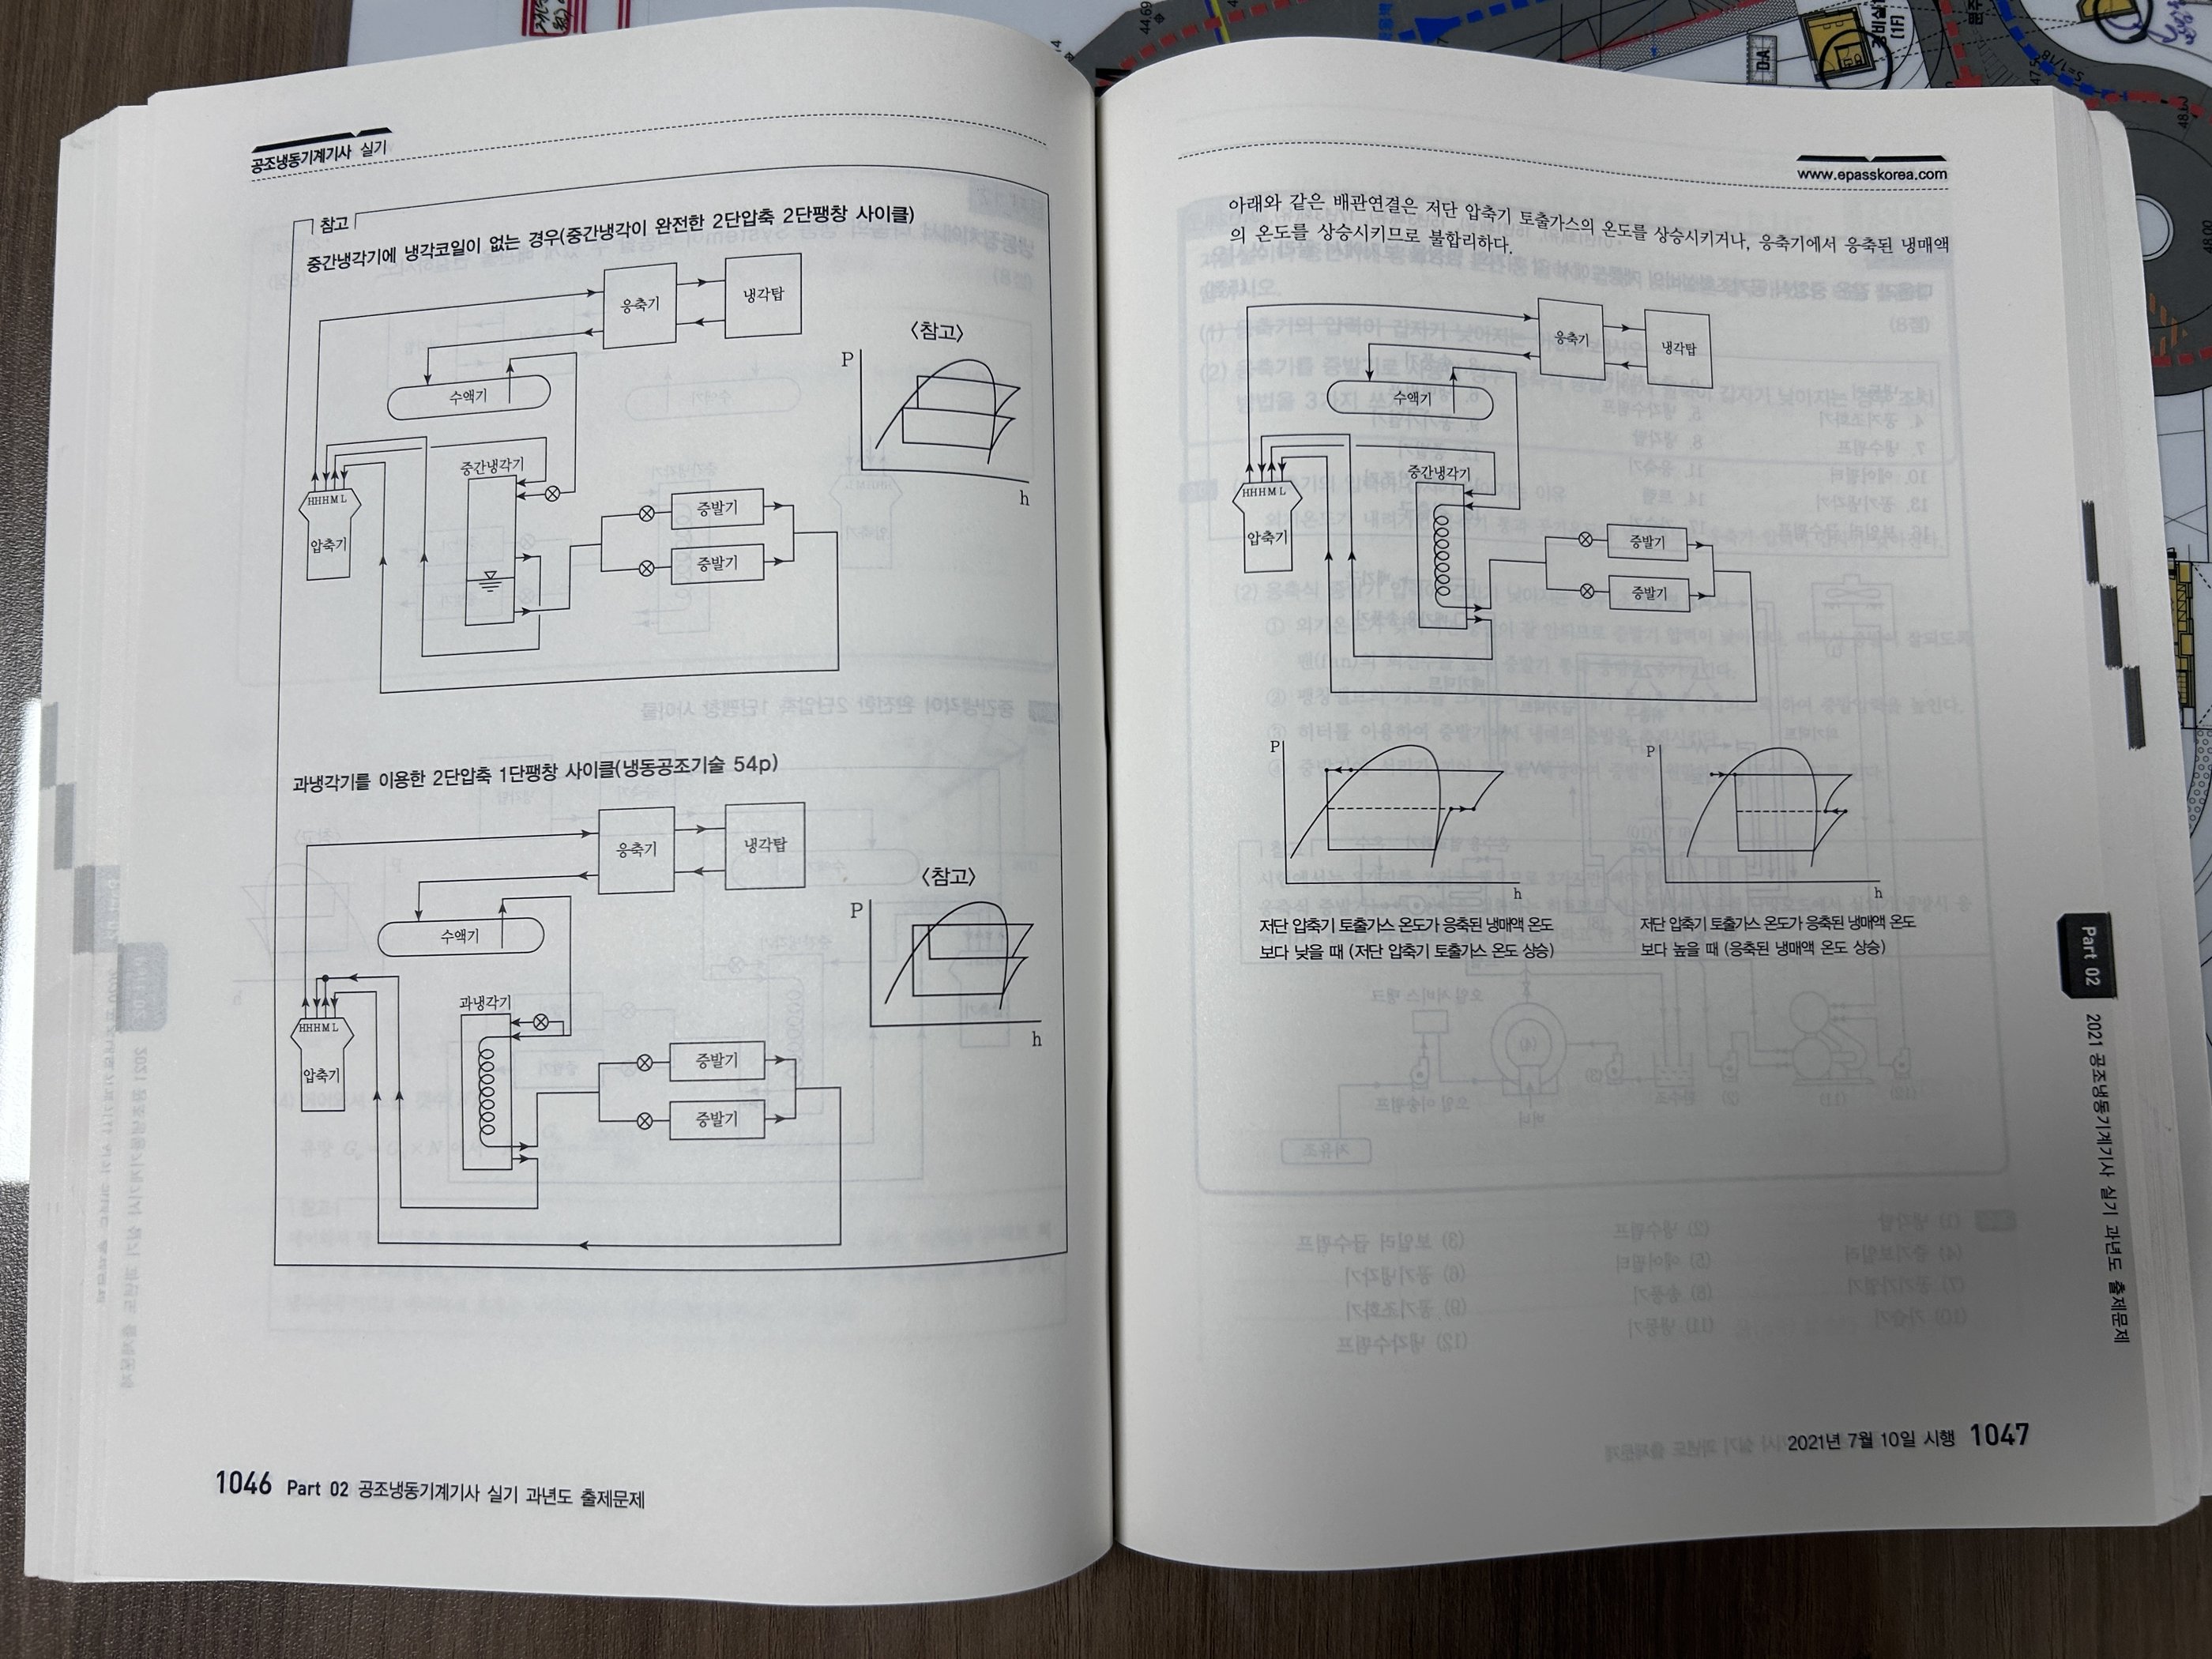 공조냉동기계기사 실기
참고
중간냉각기에 냉각코일이 없는 경우(중간냉각이 완전한 2단압축 2단팽창 사이클)
응축기
냉각탑
〈참고〉
P
수액기
h
중간냉각기
HHHML
압축기
증발기
증발기
과냉각기를 이용한 2단압축 1단팽창 사이클(냉동공조기술 54p)
응축기
냉각탑
〈참고〉
P
수액기
h
과냉각기
HHHML
압축기
증발기
증발기
1046 Part 02 공조냉동기계기사 실기 과년도 출제문제
www.epasskorea.com
아래와 같은 배관연결은 저단 압축기 토출가스의 온도를 상승시키거나, 응축기에서 응축된 냉매액
의 온도를 상승시키므로 불합리하다.
응축기
냉각탑
수액기
중간냉각기
HHHML
압축기
증발기
증발기
P
h
P
h
저단 압축기 토출가스 온도가 응축된 냉매액 온도
보다 낮을 때 (저단 압축기 토출가스 온도 상승)
저단 압축기 토출가스 온도가 응축된 냉매액 온도
보다 높을 때 (응축된 냉매액 온도 상승)
Part 02
2021 공조냉동기계기사 실기 과년도 출제문제
2021년 7월 10일 시행 1047